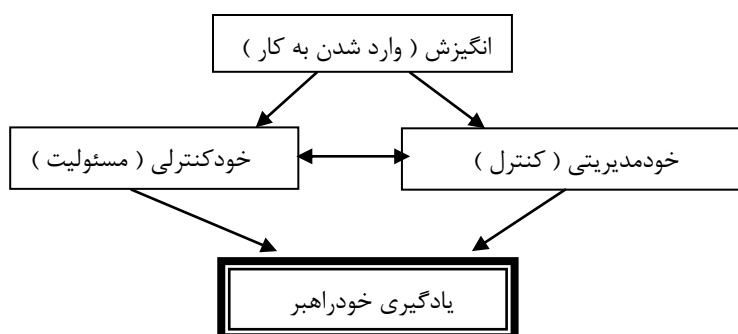 انگیزش ( وارد شدن به کار )
خودمدیریتی ( کنترل )
خودکنترلی ( مسئولیت )
یادگیری خودراهبر